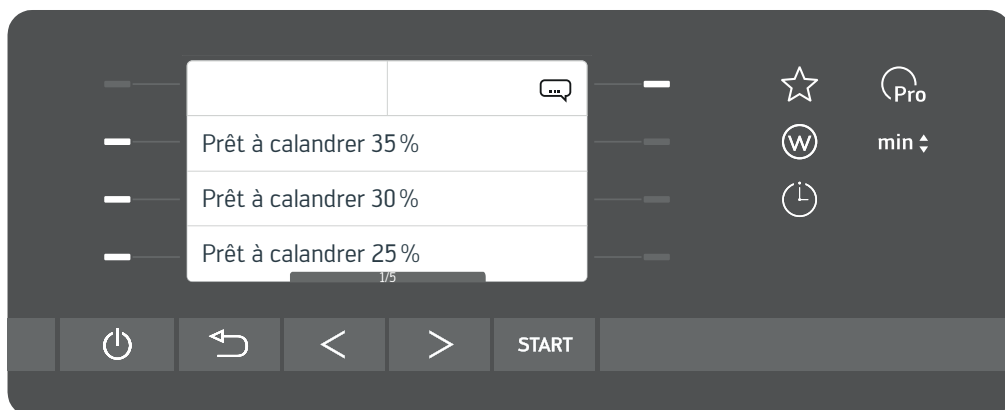 Prêt à calandrer 35 %
Prêt à calandrer 30 %
Prêt à calandrer 25 %
1/5
Pro
W
min
START